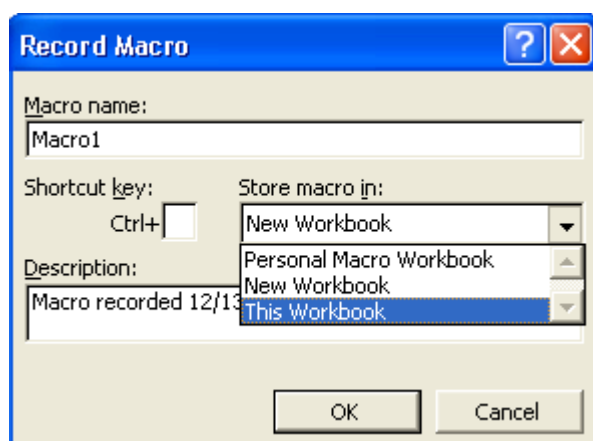 Record Macro
Macro name:
Macro1
Shortcut key:
Store macro in:
Ctrl+
New Workbook
Personal Macro Workbook
New Workbook
This Workbook
Description:
Macro recorded 12/13
OK
Cancel